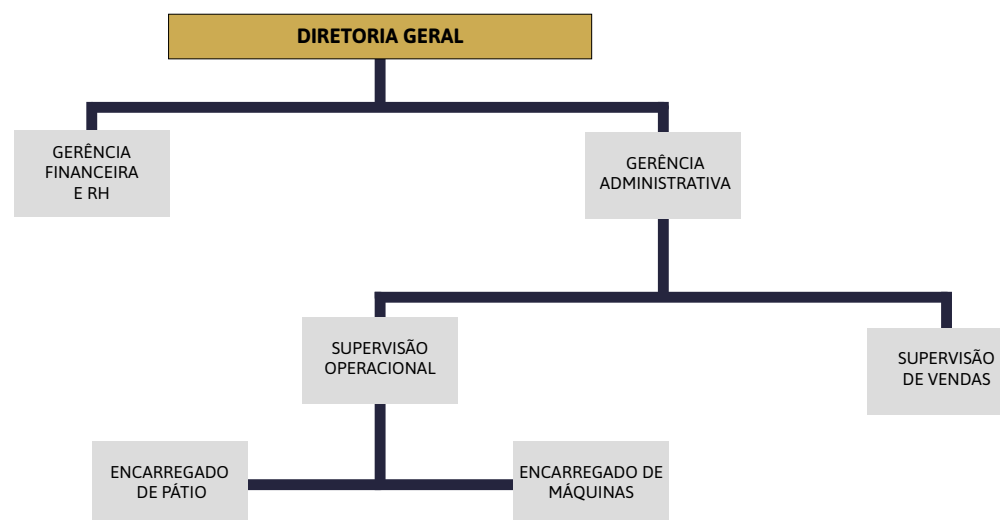 DIRETORIA GERAL
GERÊNCIA
FINANCEIRA
E RH
GERÊNCIA
ADMINISTRATIVA
SUPERVISÃO
OPERACIONAL
SUPERVISÃO
DE VENDAS
ENCARREGADO
DE PÁTIO
ENCARREGADO DE
MÁQUINAS